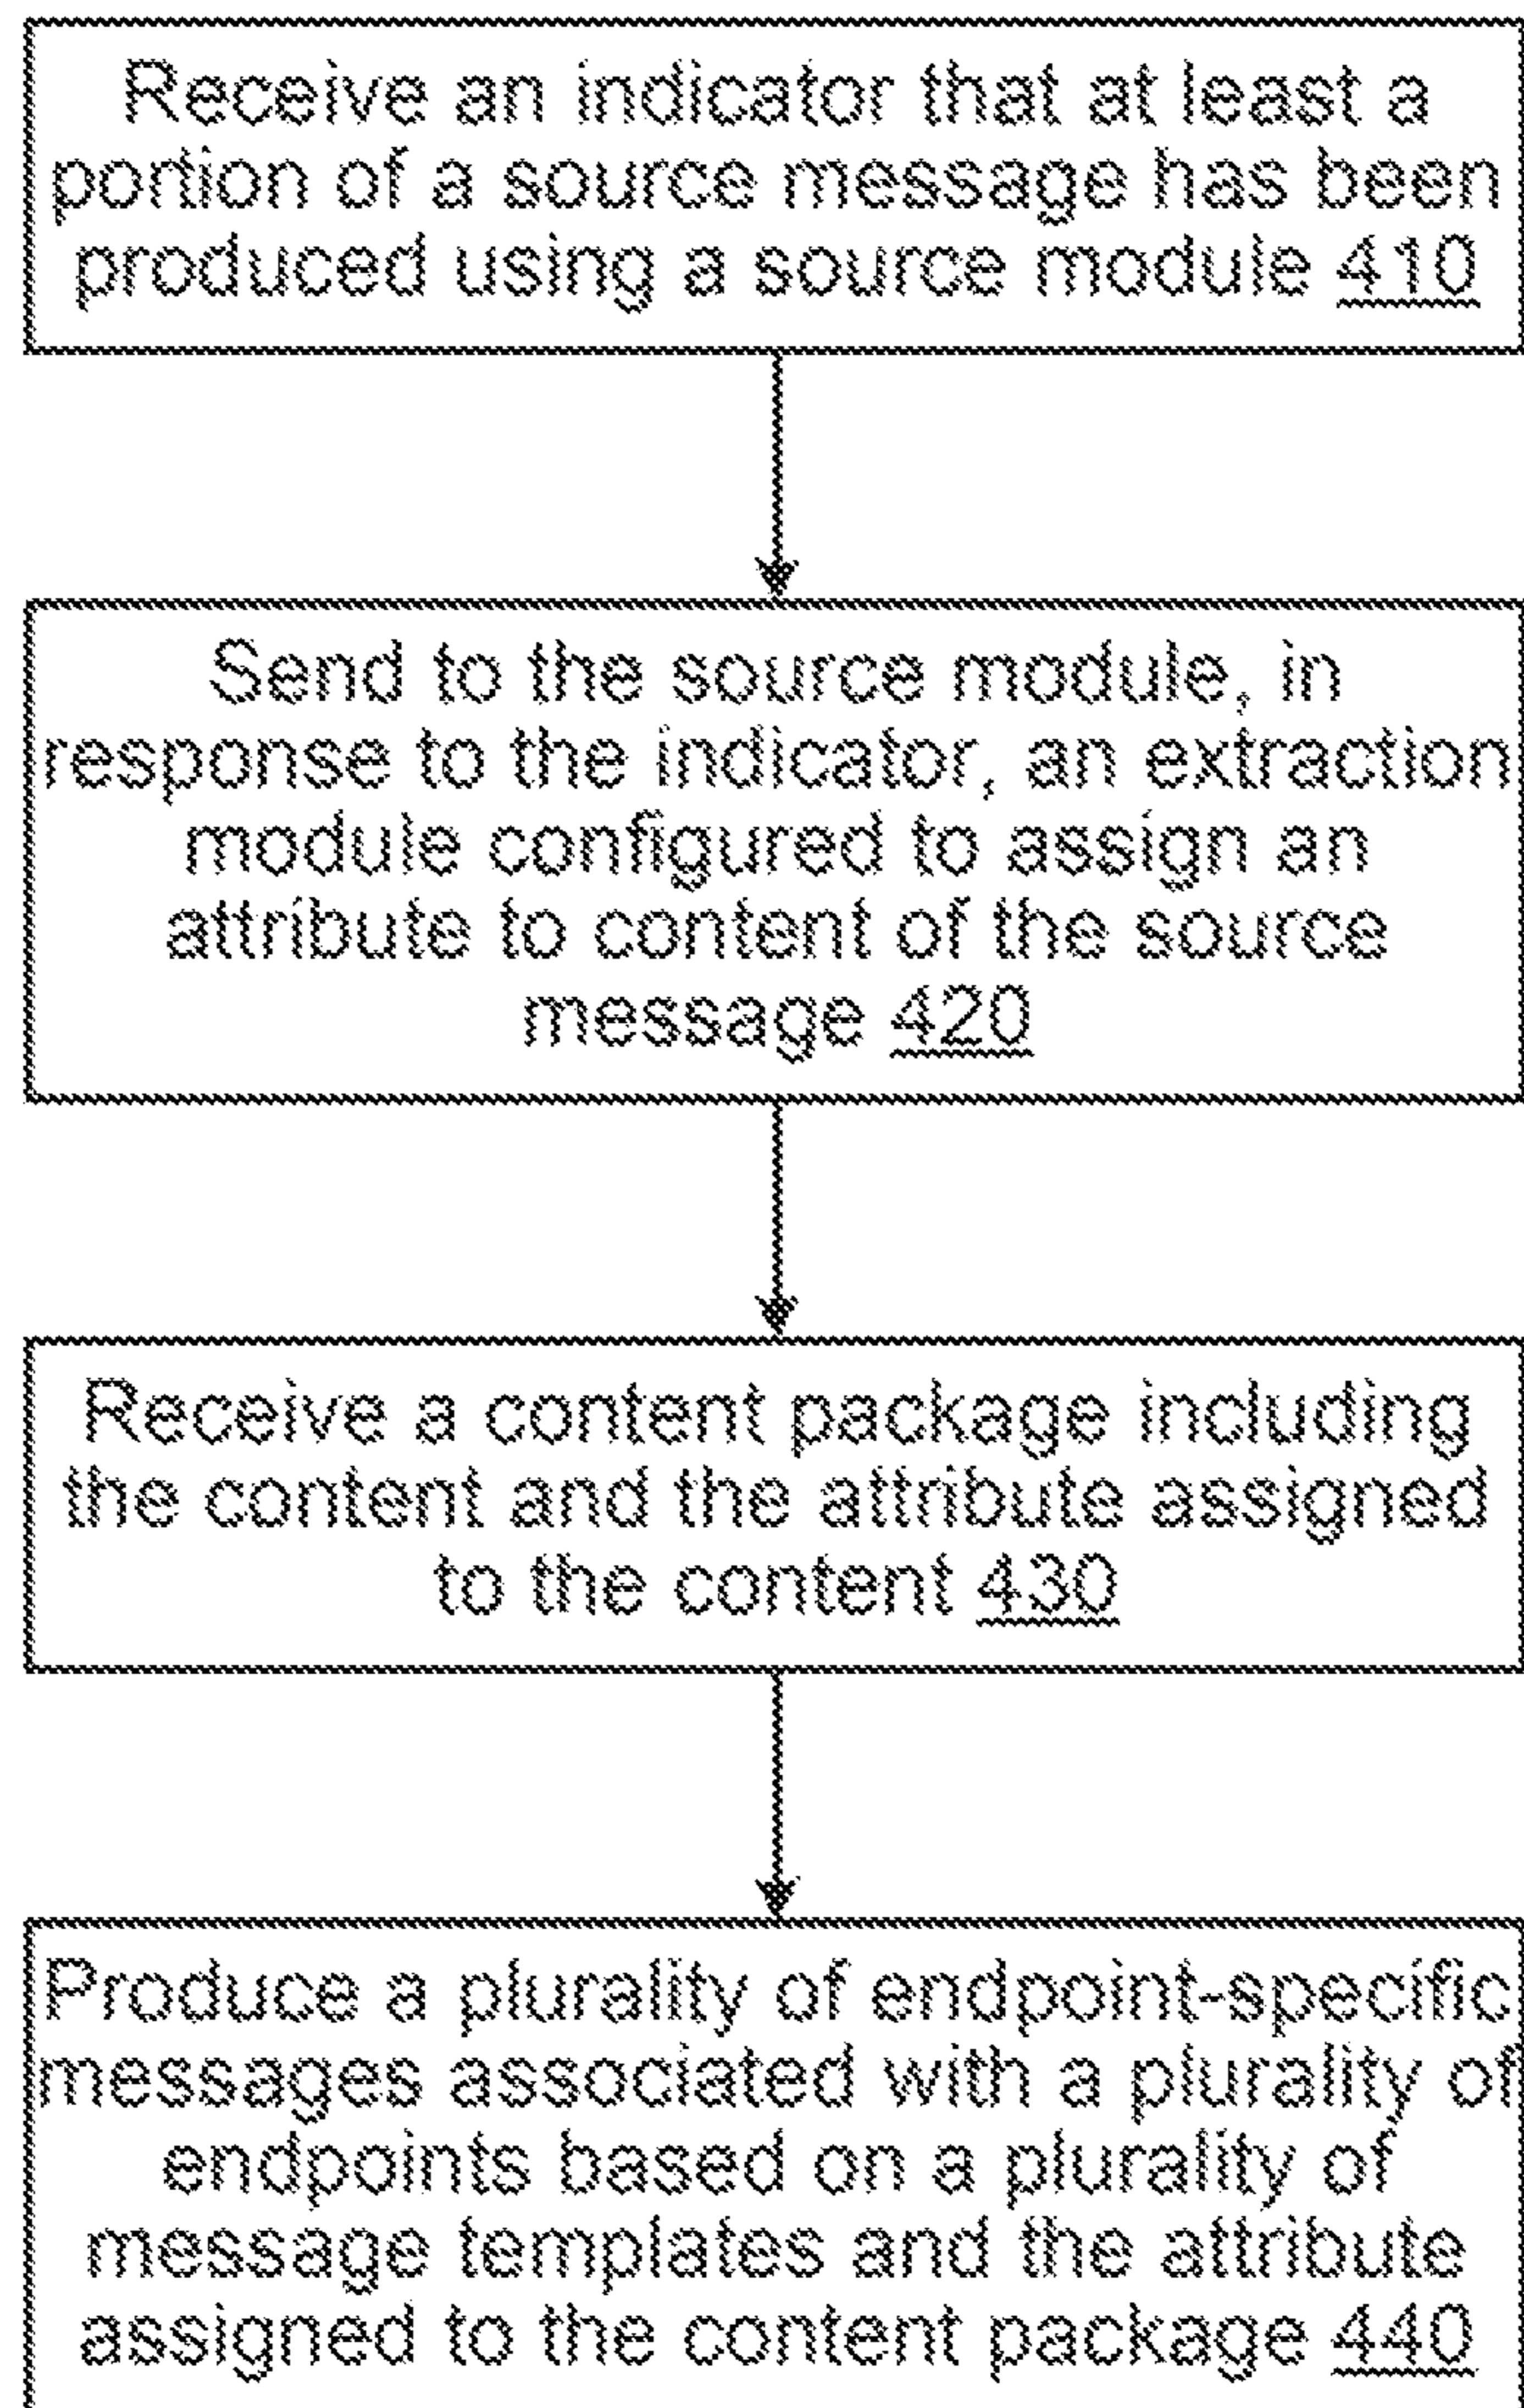 Receive an indicator that at least a
portion of a source message has been
produced using a source module 410
Send to the source module, in
response to the indicator, an extraction
module configured to assign an
attribute to content of the source
message 420
Receive a content package including
the content and the attribute assigned
to the content 430
Produce a plurality of endpoint-specific
messages associated with a plurality of
endpoints based on a plurality of
message templates and the attribute
assigned to the content package 440